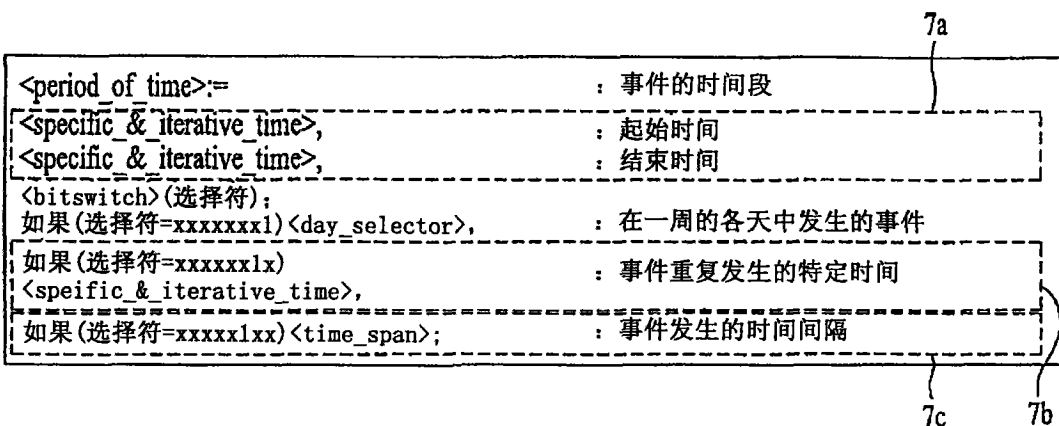 7a
<period_of_time>:= : 事件的时间段
<specific_&_iterative_time>, : 起始时间
<specific_&_iterative_time>, : 结束时间
<bitswitch>(选择符);
如果(选择符=xxxxxxx1)<day_selector>, : 在一周的各天中发生的事件
如果(选择符=xxxxxx1x) : 事件重复发生的特定时间
<speific_&_iterative_time>,
如果(选择符=xxxxx1xx)<time_span>; : 事件发生的时间间隔
7c 7b